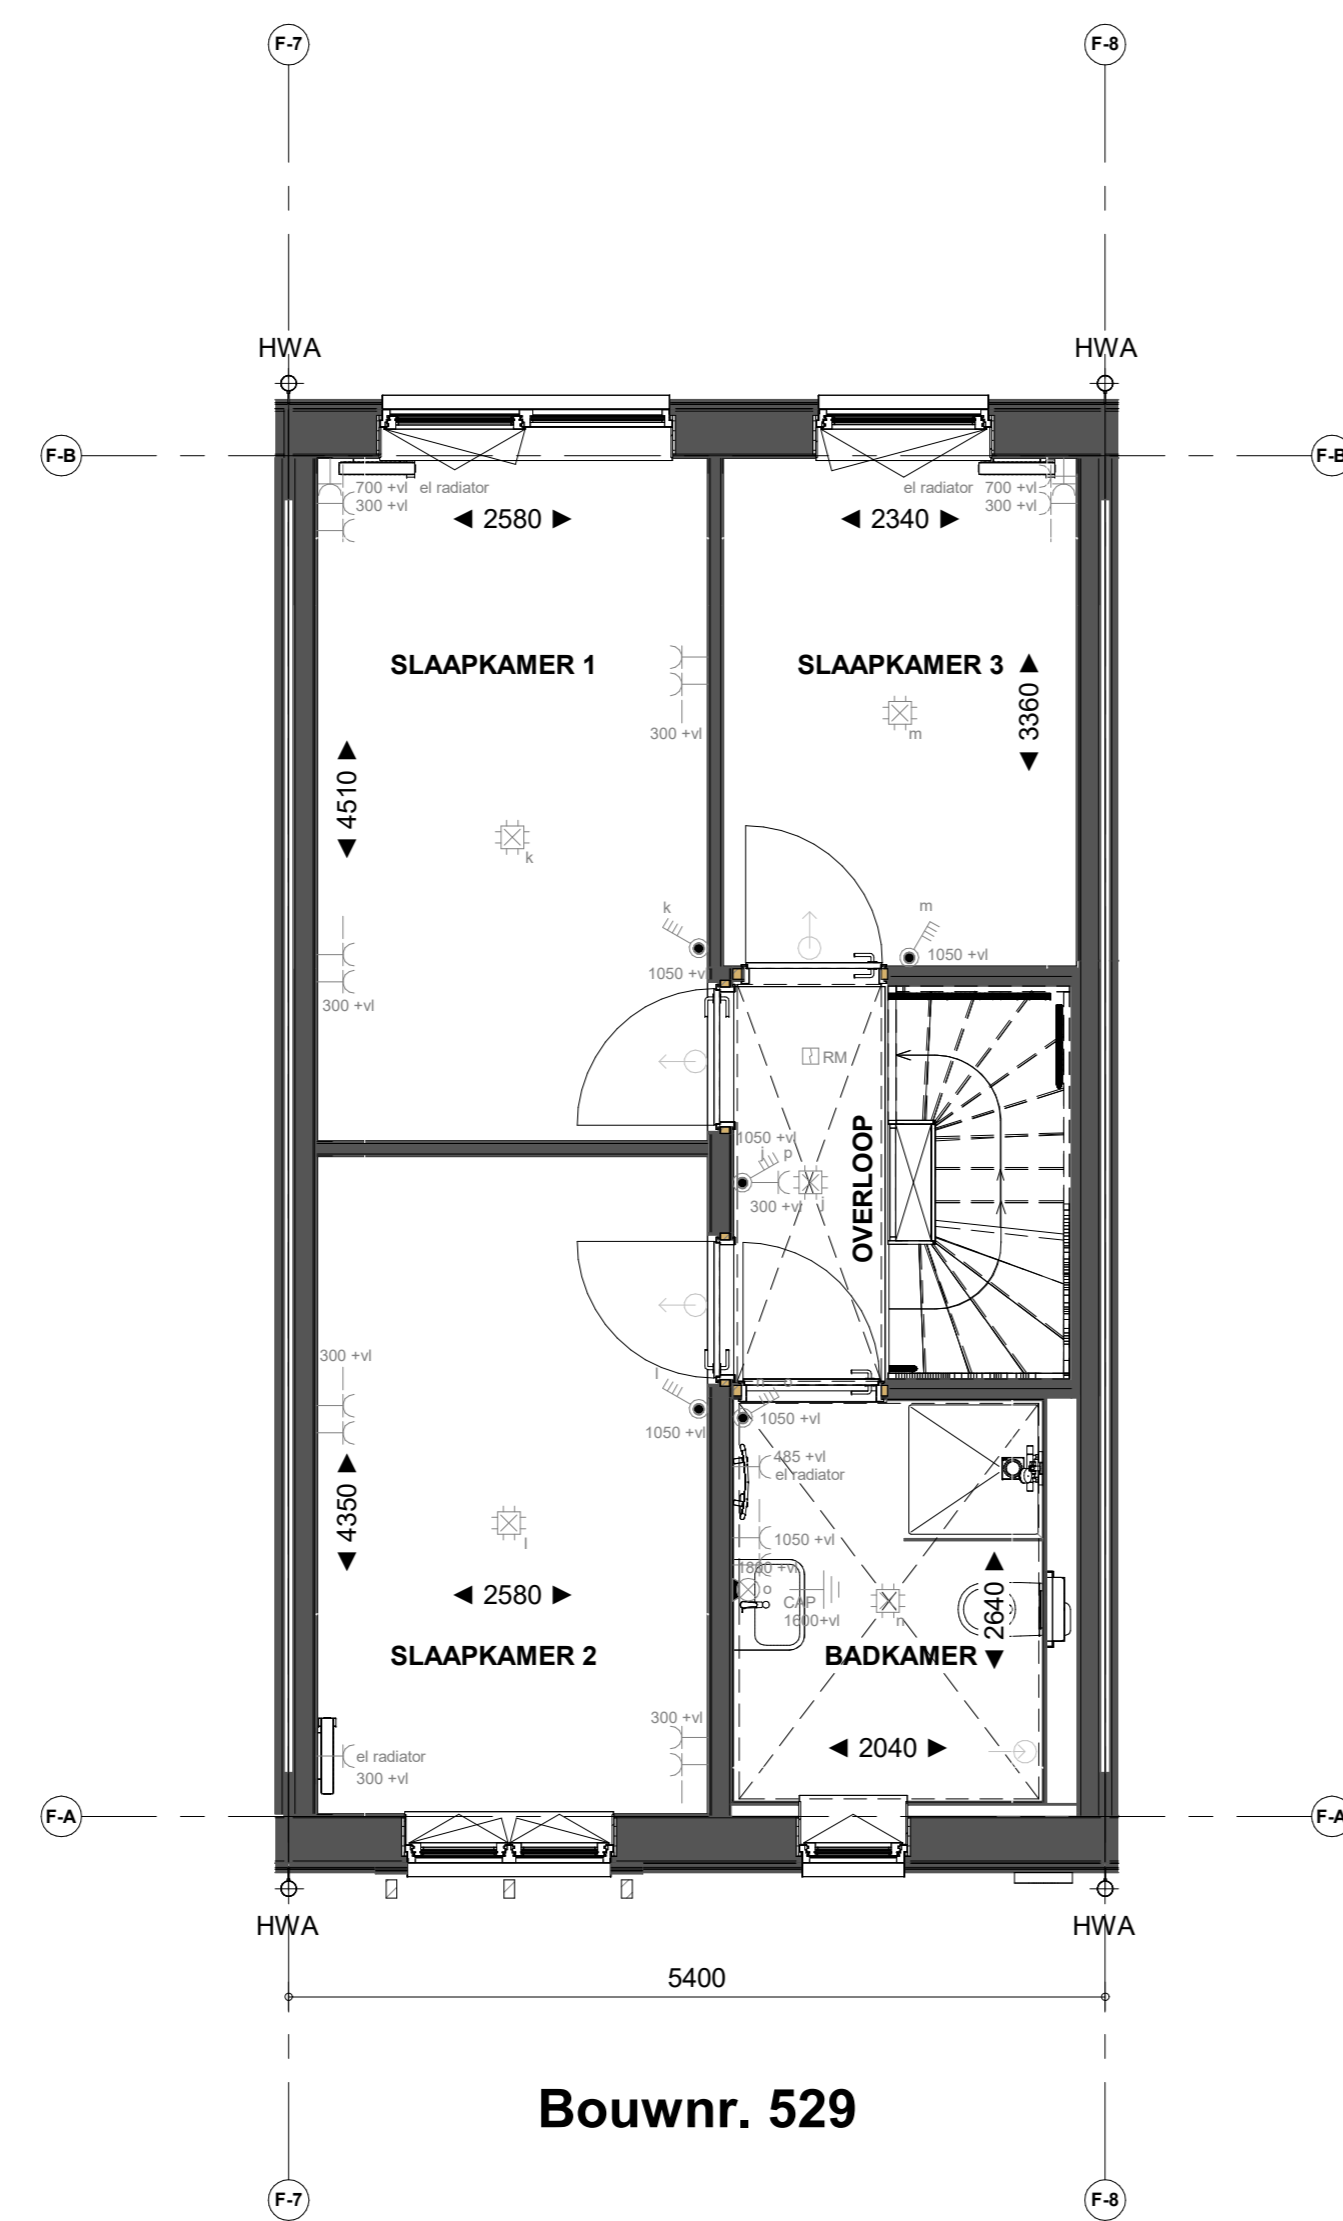 F-7
F-8
HWA
HWA
F-B
F-B
700 +vl
el radiator
300 +vl
2580
el radiator
700 +vl
300 +vl
2340
SLAAPKAMER 1
SLAAPKAMER 3
3360
300 +vl
m
4510
k
k
m
1050 +vl
1050 +vl
300 +vl
RM
OVERLOOP
1050 +vl
j
p
300 +vl
j
300 +vl
l
1050 +vl
1050 +vl
485 +vl
el radiator
4350
l
1050 +vl
o
CAP
1600+vl
n
2640
2580
SLAAPKAMER 2
BADKAMER
300 +vl
2040
el radiator
300 +vl
F-A
F-A
HWA
HWA
5400
Bouwnr. 529
F-7
F-8